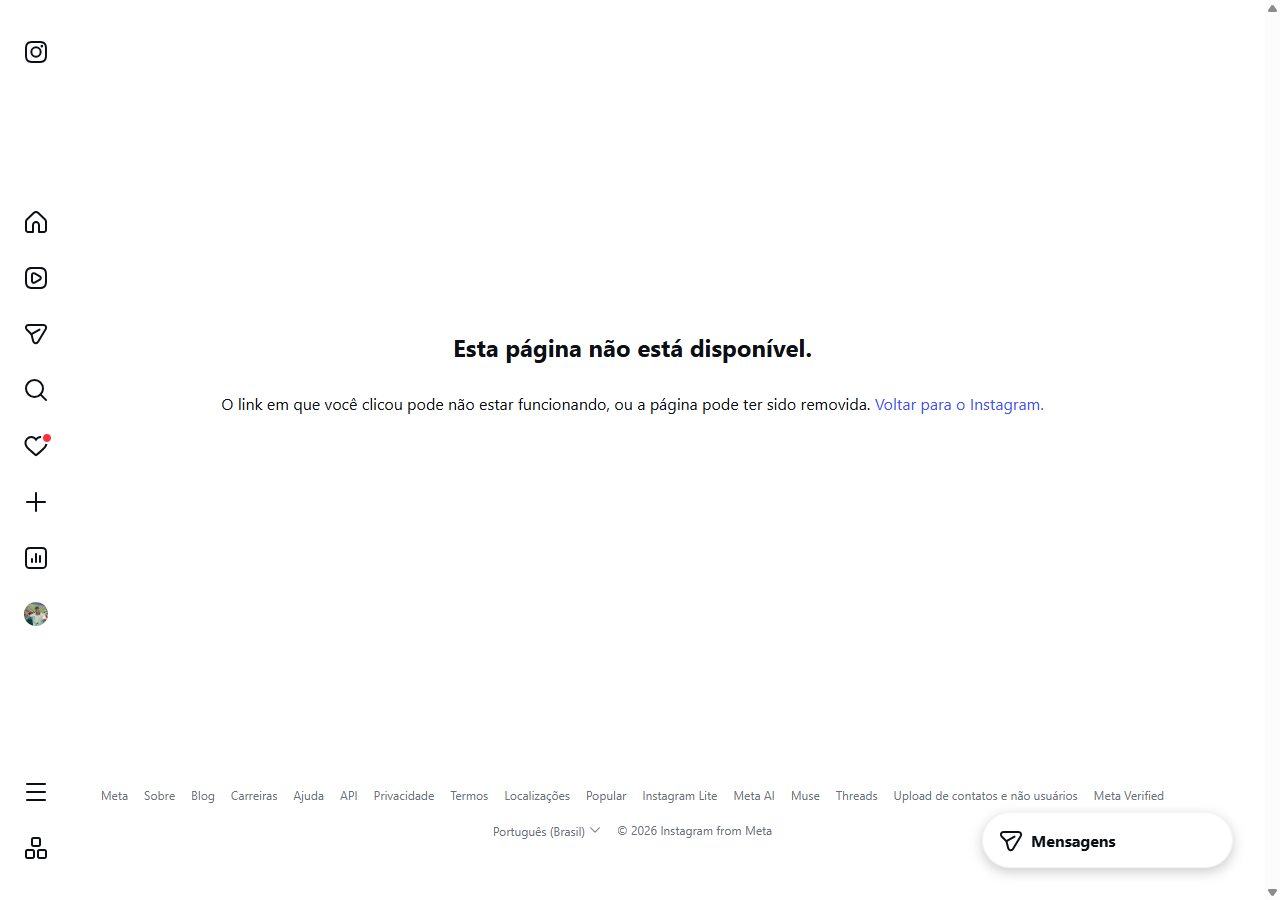 Esta página não está disponível.
O link em que você clicou pode não estar funcionando, ou a página pode ter sido removida. Voltar para o Instagram.
Meta Sobre Blog Carreiras Ajuda API Privacidade Termos Localizações Popular Instagram Lite Meta AI Muse Threads Upload de contatos e não usuários Meta Verified
Português (Brasil) © 2026 Instagram from Meta
Mensagens